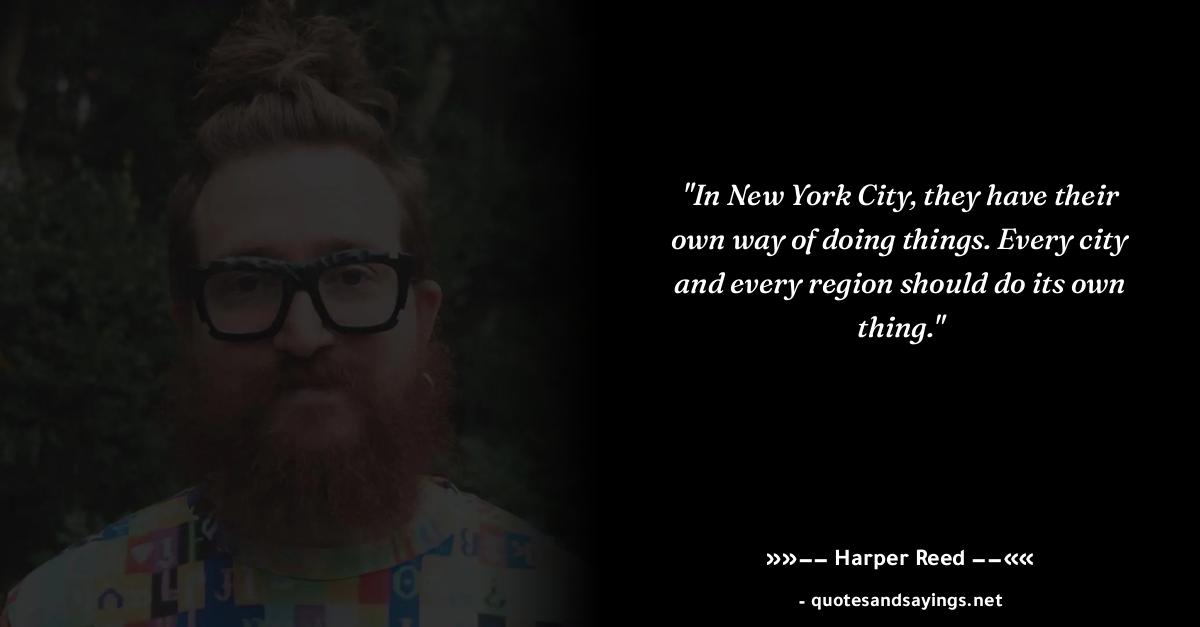 "In New York City, they have their
own way of doing things. Every city
and every region should do its own
thing."
»»−− Harper Reed −−««
- quotesandsayings.net